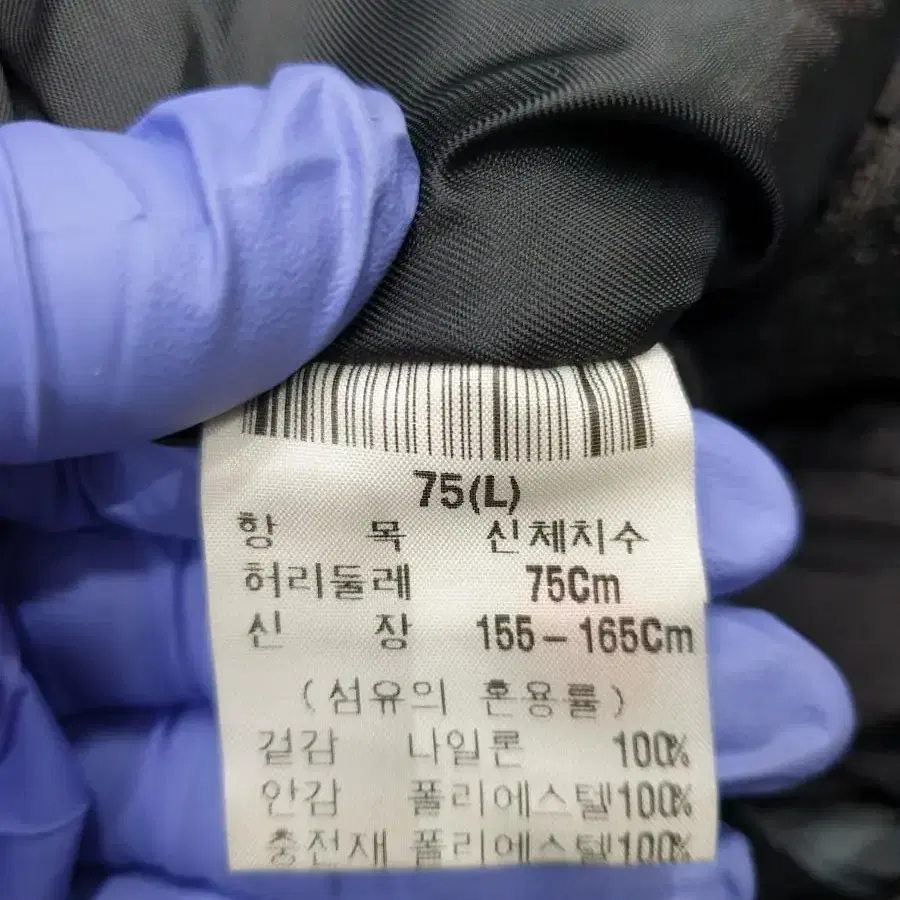 75(L)
항 목 신체치수
허리둘레 75Cm
신 장 155-165Cm
(섬유의 혼용률)
겉감 나일론 100%
안감 폴리에스텔100%
충전재 폴리에스텔100%